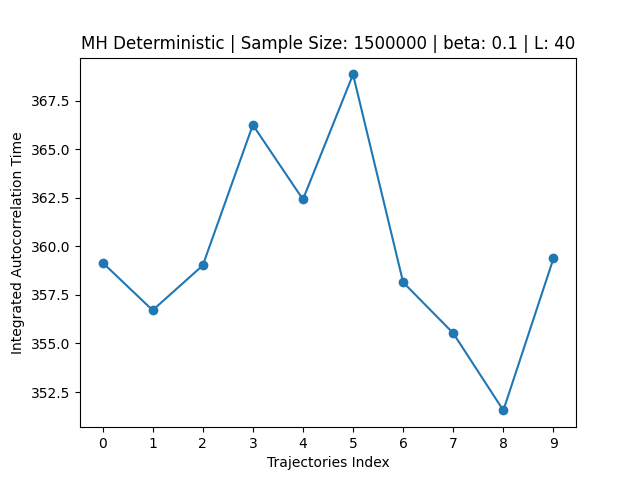 MH Deterministic | Sample Size: 1500000 | beta: 0.1 | L: 40
Integrated Autocorrelation Time
367.5
365.0
362.5
360.0
357.5
355.0
352.5
0 1 2 3 4 5 6 7 8 9
Trajectories Index